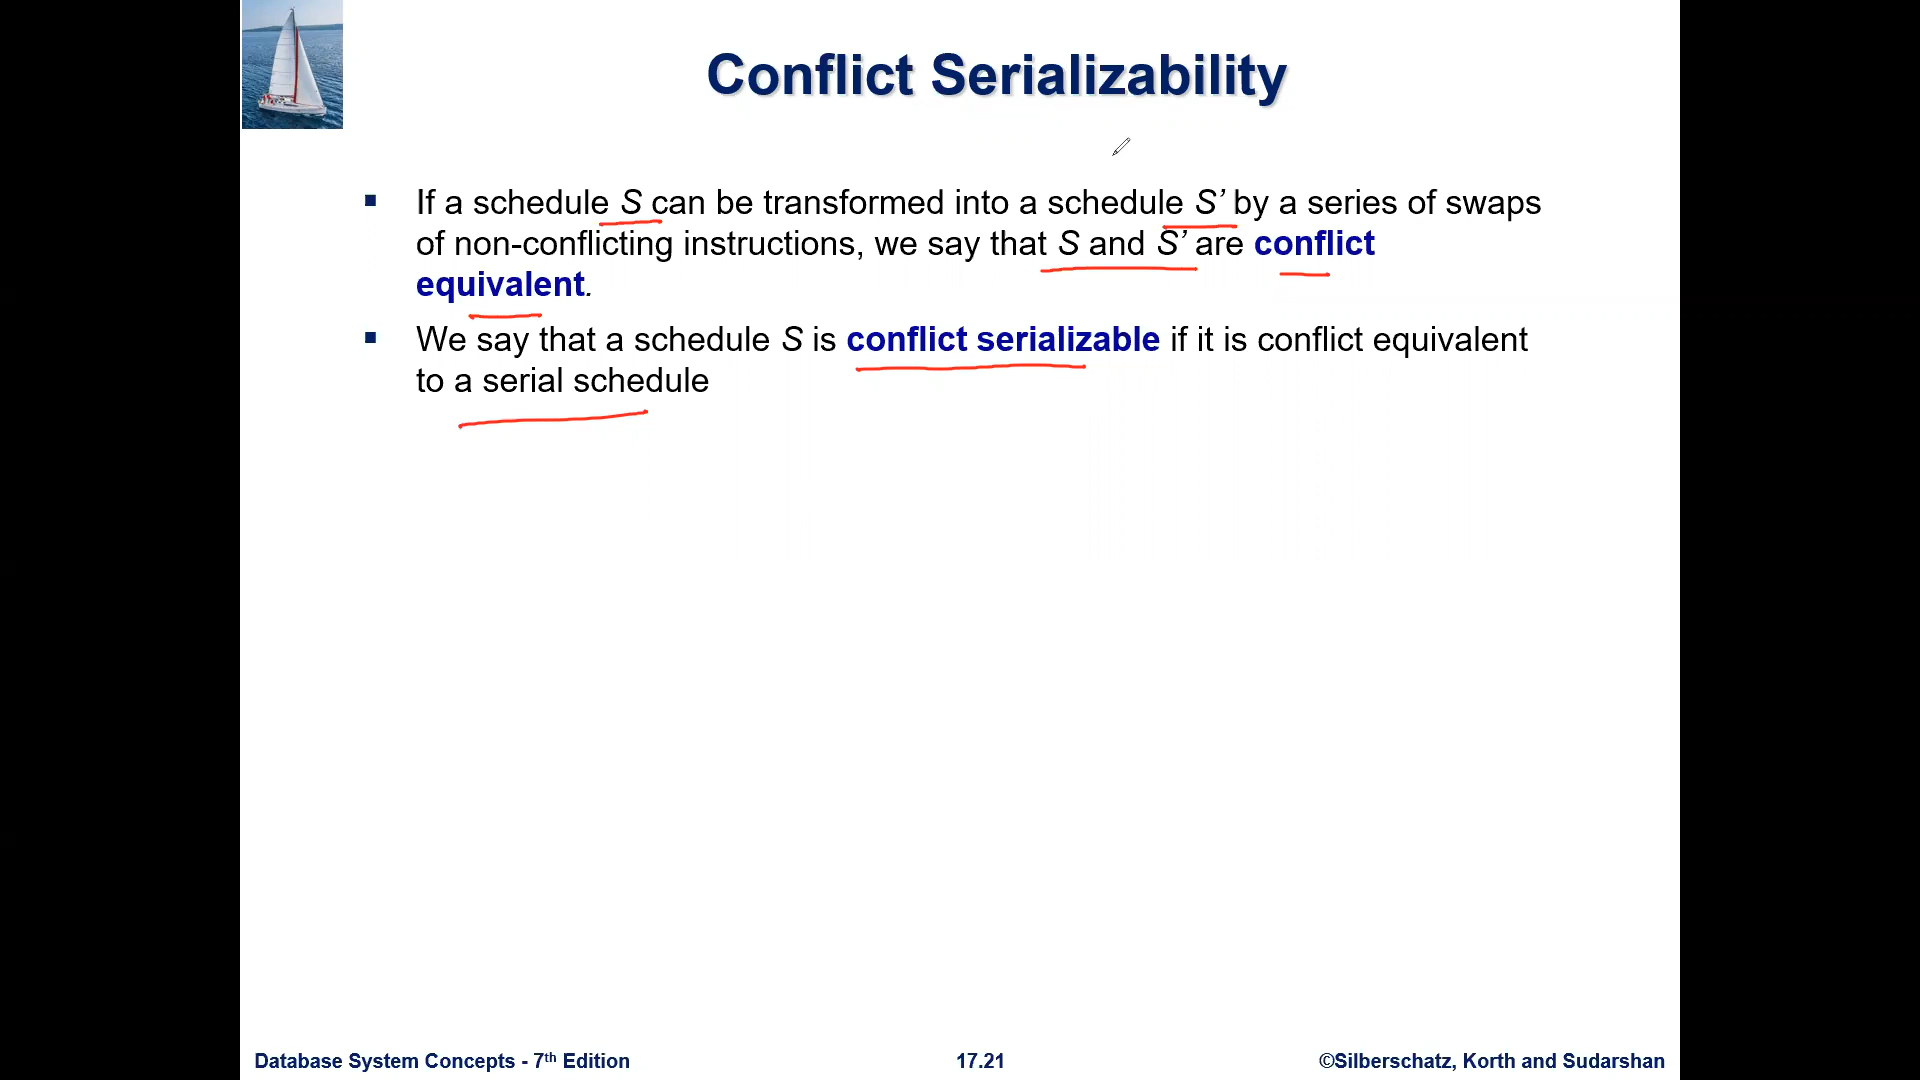 Conflict Serializability
▪ If a schedule S can be transformed into a schedule S’ by a series of swaps
of non-conflicting instructions, we say that S and S’ are conflict
equivalent.
▪ We say that a schedule S is conflict serializable if it is conflict equivalent
to a serial schedule
Database System Concepts - 7th Edition
17.21
©Silberschatz, Korth and Sudarshan